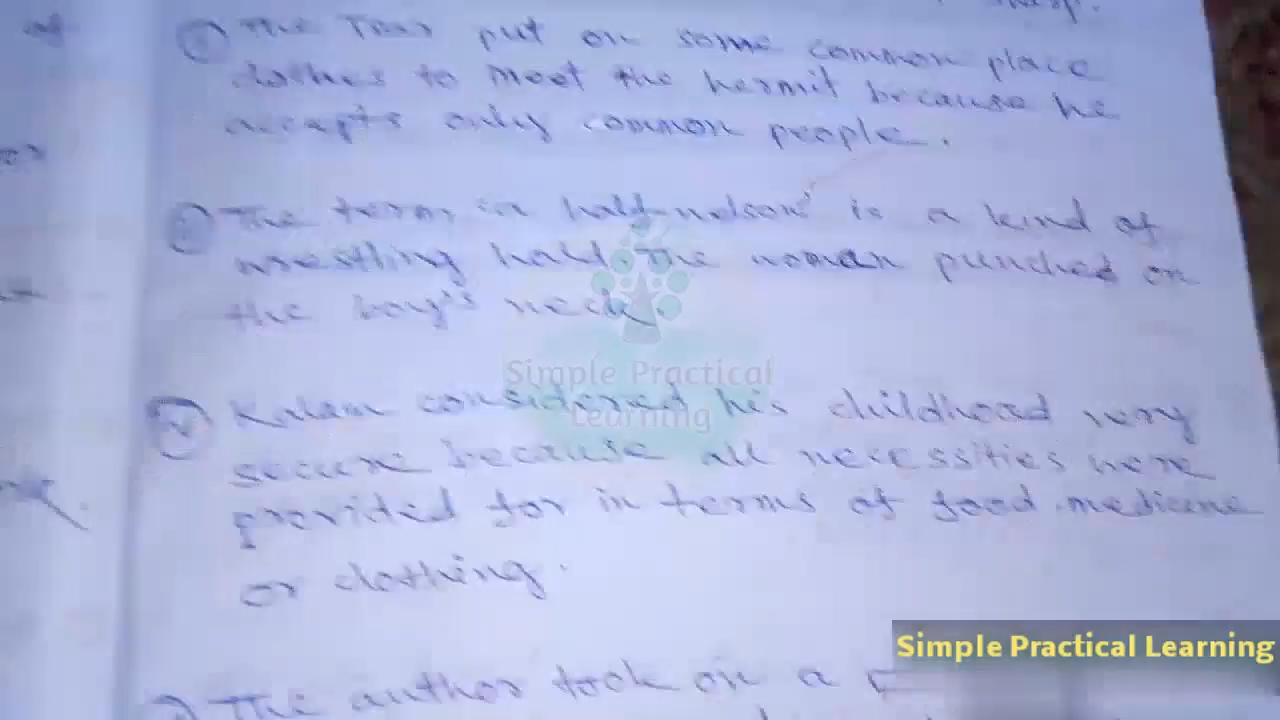 The Tsar put on some common place
clothes to meet the hermit because he
accepts only common people.
The term in half-nelson' is a kind of
wrestling hold the woman punched on
the boy's neck.
Kalam considered his childhood very
secure because all necessities were
provided for in terms of food medicine
or clothing.
The author took on a
Simple Practical
Learning
Simple Practical Learning